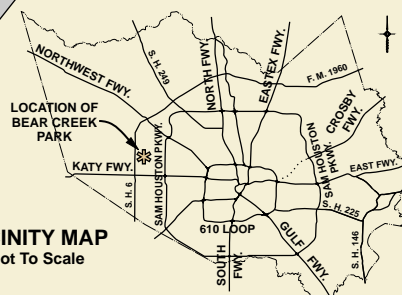 NORTHWEST FWY.
S. H. 249
NORTH FWY.
EASTEX FWY.
F. M. 1960
CROSBY
FWY.
LOCATION OF
BEAR CREEK
PARK
SAM HOUSTON PKWY.
SAM HOUSTON
PKWY.
KATY FWY.
EAST FWY.
S. H. 6
S. H. 225
610 LOOP
GULF FWY.
S. H. 146
SOUTH
FWY.
INITY MAP
ot To Scale